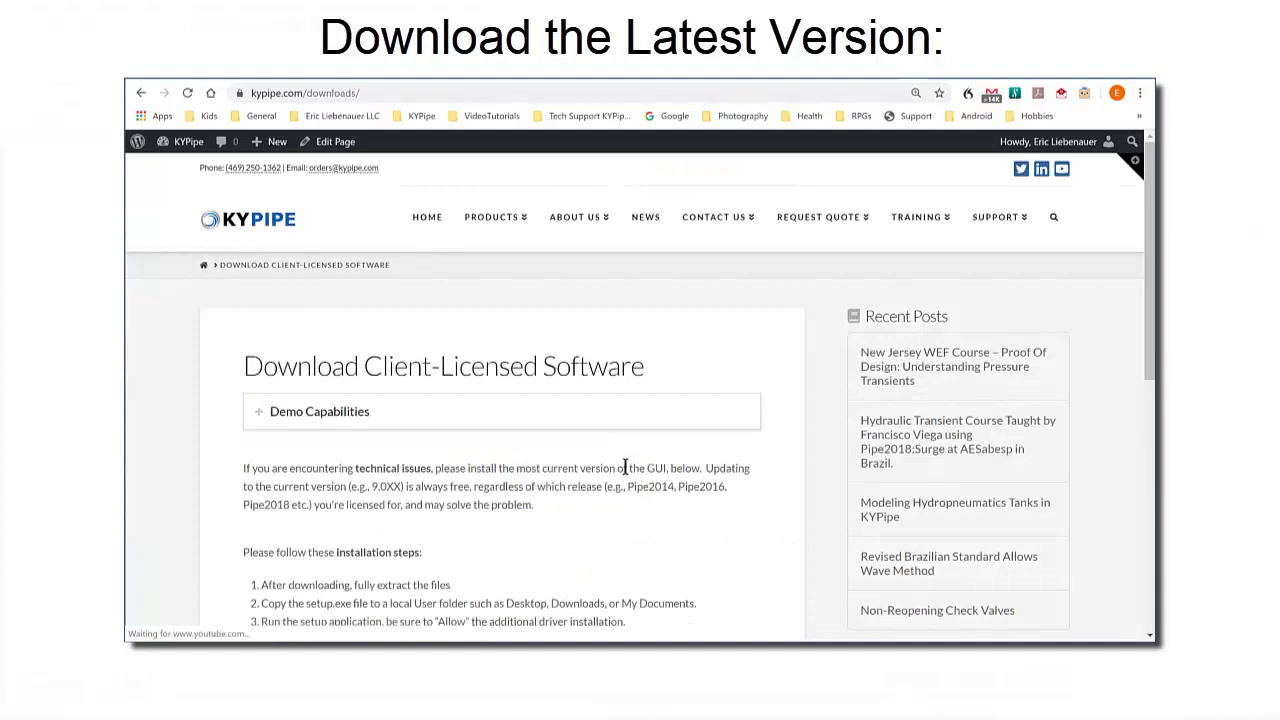 Download the Latest Version:
kypipe.com/downloads/
>14K
E
Apps Kids General Eric Liebenauer LLC KYPipe VideoTutorials Tech Support KYPip... Google Photography Health RPGs Support Android Hobbies »
KYPipe 0 New Edit Page Howdy, Eric Liebenauer
Phone: (469) 250-1362 | Email: orders@kypipe.com
KYPIPE HOME PRODUCTS ABOUT US NEWS CONTACT US REQUEST QUOTE TRAINING SUPPORT
DOWNLOAD CLIENT-LICENSED SOFTWARE
Download Client-Licensed Software
Demo Capabilities
If you are encountering technical issues, please install the most current version of the GUI, below. Updating
to the current version (e.g., 9.0XX) is always free, regardless of which release (e.g., Pipe2014, Pipe2016,
Pipe2018 etc.) you're licensed for, and may solve the problem.
Please follow these installation steps:
1. After downloading, fully extract the files
2. Copy the setup.exe file to a local User folder such as Desktop, Downloads, or My Documents.
3. Run the setup application, be sure to “Allow” the additional driver installation.
Recent Posts
New Jersey WEF Course – Proof Of
Design: Understanding Pressure
Transients
Hydraulic Transient Course Taught by
Francisco Viega using
Pipe2018:Surge at AESabesp in
Brazil.
Modeling Hydropneumatics Tanks in
KYPipe
Revised Brazilian Standard Allows
Wave Method
Non-Reopening Check Valves
Waiting for www.youtube.com...